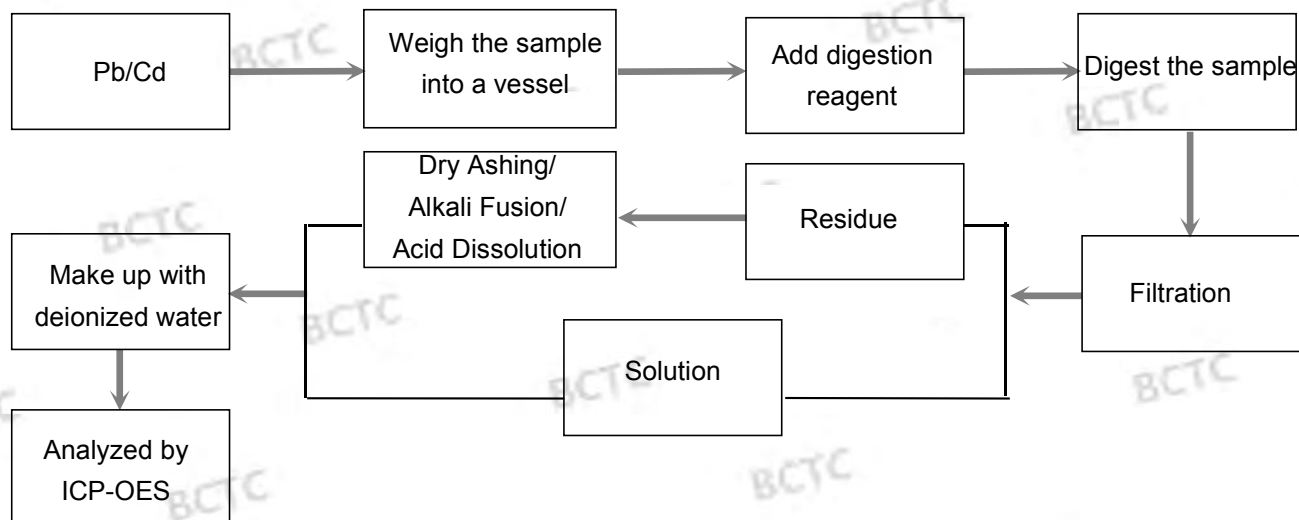 Pb/Cd
Weigh the sample
into a vessel
Add digestion
reagent
Digest the sample
Dry Ashing/
Alkali Fusion/
Acid Dissolution
Residue
Filtration
Make up with
deionized water
Solution
Analyzed by
ICP-OES
BCTC
BCTC
BCTC
BCTC
BCTC
BCTC
BCTC
BCTC
BCTC